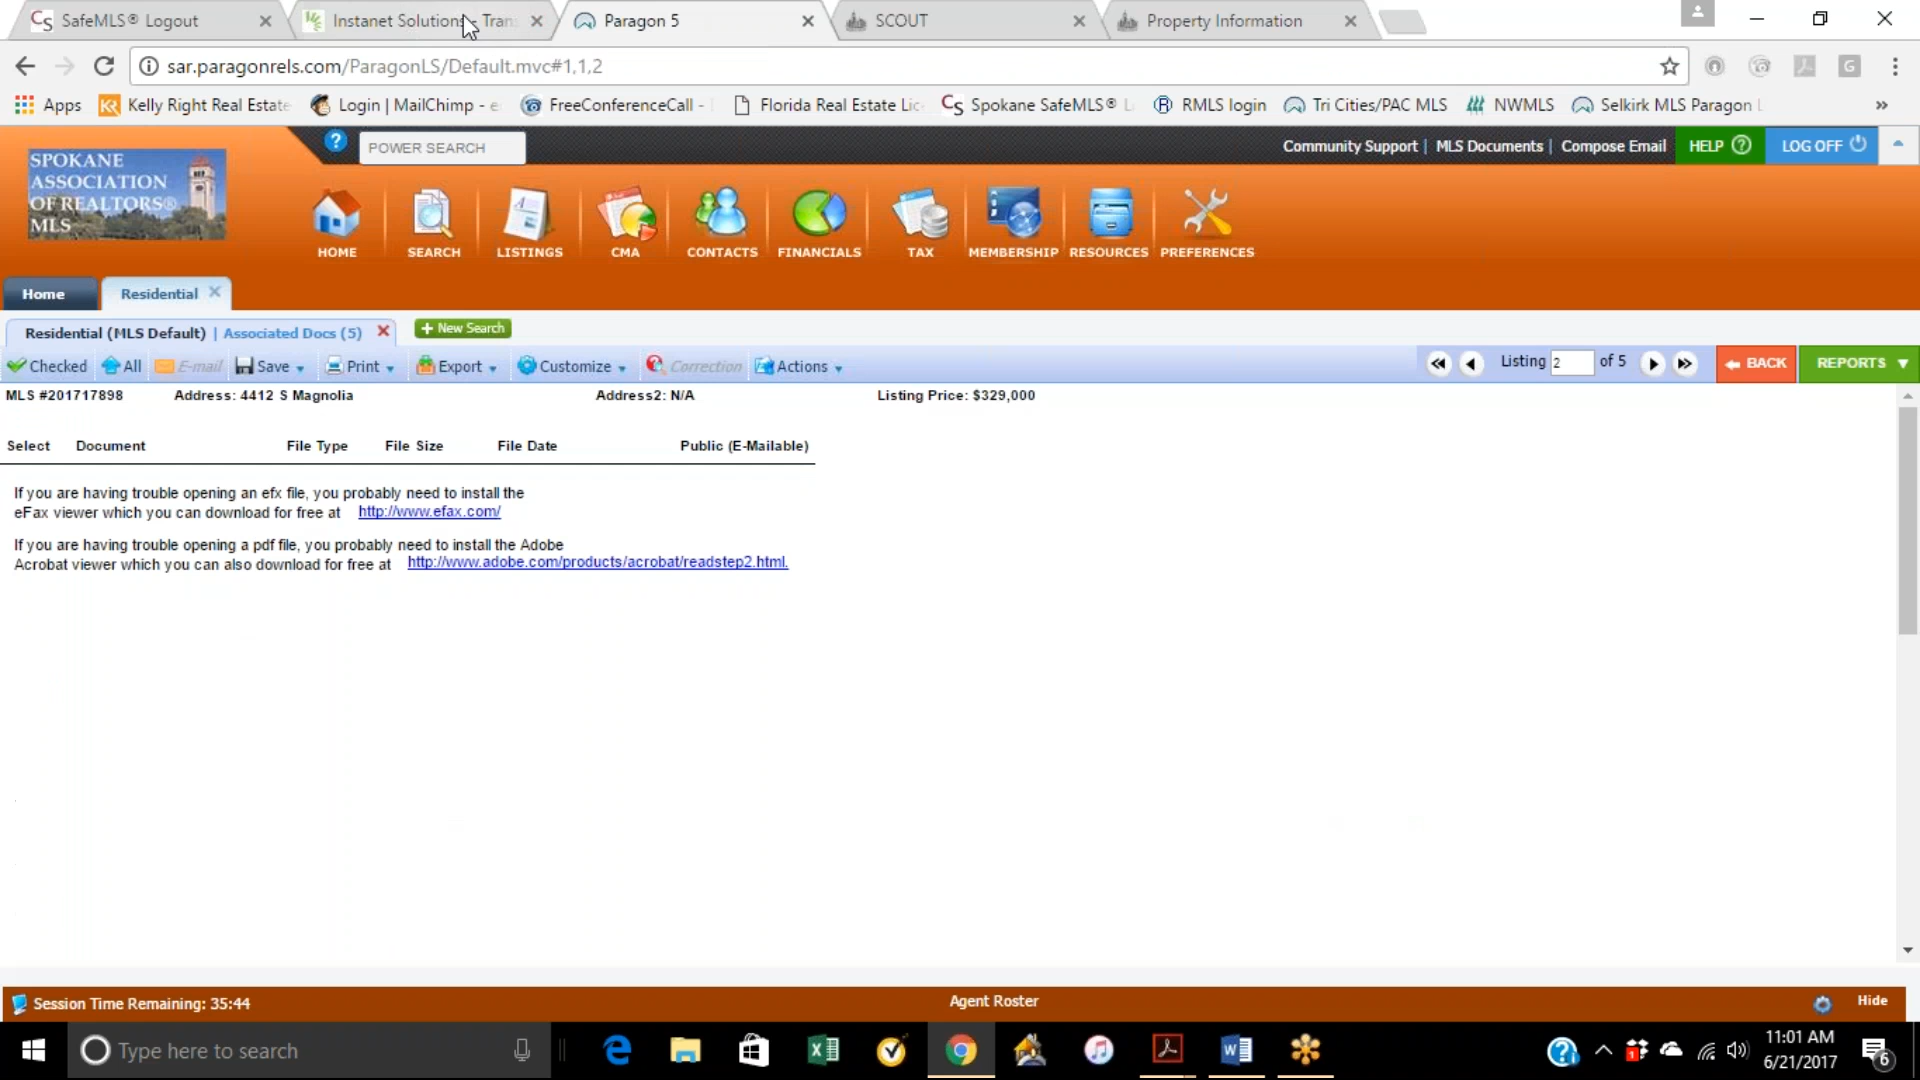 SafeMLS® Logout
Instanet Solutions - Tran
Paragon 5
SCOUT
Property Information
sar.paragonrels.com/ParagonLS/Default.mvc#1,1,2
Apps
Kelly Right Real Estate
Login | MailChimp - e
FreeConferenceCall -
Florida Real Estate Lic
Spokane SafeMLS® L
RMLS login
Tri Cities/PAC MLS
NWMLS
Selkirk MLS Paragon
»
SPOKANE
ASSOCIATION
OF REALTORS®
MLS
POWER SEARCH
Community Support | MLS Documents | Compose Email
HELP
LOG OFF
HOME
SEARCH
LISTINGS
CMA
CONTACTS
FINANCIALS
TAX
MEMBERSHIP
RESOURCES
PREFERENCES
Home
Residential
Residential (MLS Default) | Associated Docs (5)
+ New Search
Checked
All
E-mail
Save
Print
Export
Customize
Correction
Actions
Listing 2 of 5
BACK
REPORTS
MLS #201717898 Address: 4412 S Magnolia Address2: N/A Listing Price: $329,000
Select Document File Type File Size File Date Public (E-Mailable)
If you are having trouble opening an efx file, you probably need to install the
eFax viewer which you can download for free at http://www.efax.com/
If you are having trouble opening a pdf file, you probably need to install the Adobe
Acrobat viewer which you can also download for free at http://www.adobe.com/products/acrobat/readstep2.html.
Session Time Remaining: 35:44
Agent Roster
Hide
Type here to search
11:01 AM
6/21/2017
6